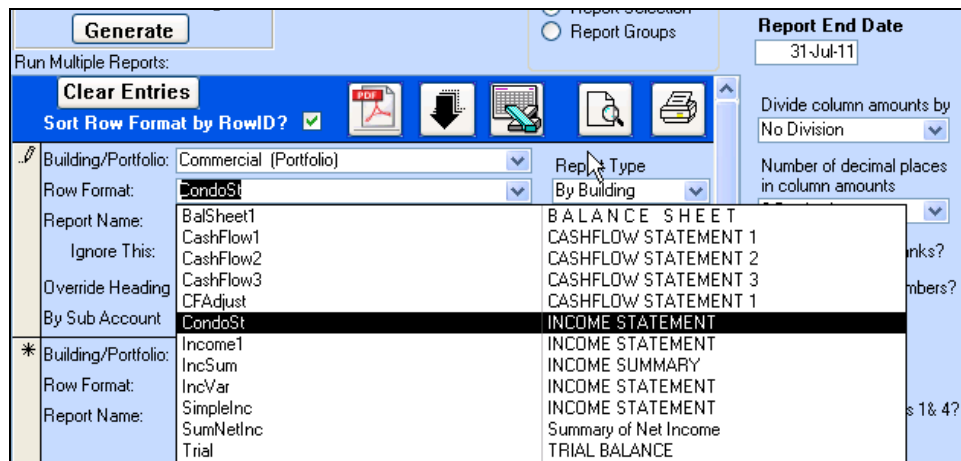 Generate
Report Groups
Report End Date
31-Jul-11
Run Multiple Reports:
Clear Entries
PDF
Sort Row Format by RowID?
Divide column amounts by
No Division
Building/Portfolio: Commercial (Portfolio)
Report Type
Number of decimal places
in column amounts
Row Format: CondoSt
By Building
Report Name:
BalSheet1 BALANCE SHEET
CashFlow1 CASHFLOW STATEMENT 1
Ignore This:
CashFlow2 CASHFLOW STATEMENT 2
CashFlow3 CASHFLOW STATEMENT 3
Override Heading
CFAdjust CASHFLOW STATEMENT 1
By Sub Account
CondoSt INCOME STATEMENT
Income1 INCOME STATEMENT
Building/Portfolio:
IncSum INCOME SUMMARY
Row Format:
IncVar INCOME STATEMENT
SimpleInc INCOME STATEMENT
Report Name:
s 1& 4?
SumNetInc Summary of Net Income
Trial TRIAL BALANCE